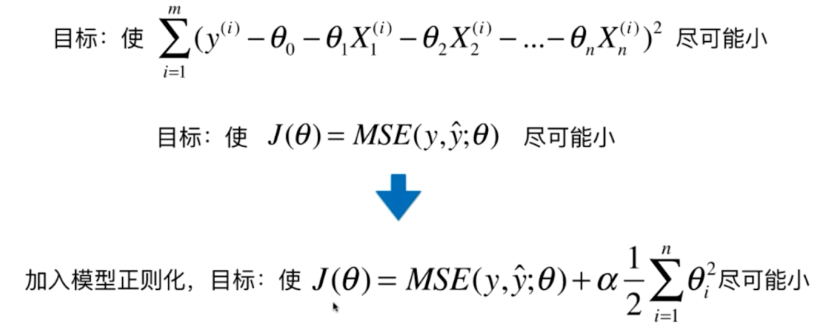 目标：使 $\sum_{i=1}^{m}(y^{(i)}-\theta_0-\theta_1X_1^{(i)}-\theta_2X_2^{(i)}-...-\theta_nX_n^{(i)})^2$ 尽可能小
目标：使 $J(\theta)=MSE(y,\hat{y};\theta)$ 尽可能小
加入模型正则化，目标：使 $J(\theta)=MSE(y,\hat{y};\theta)+\alpha\frac{1}{2}\sum_{i=1}^{n}\theta_i^2$ 尽可能小